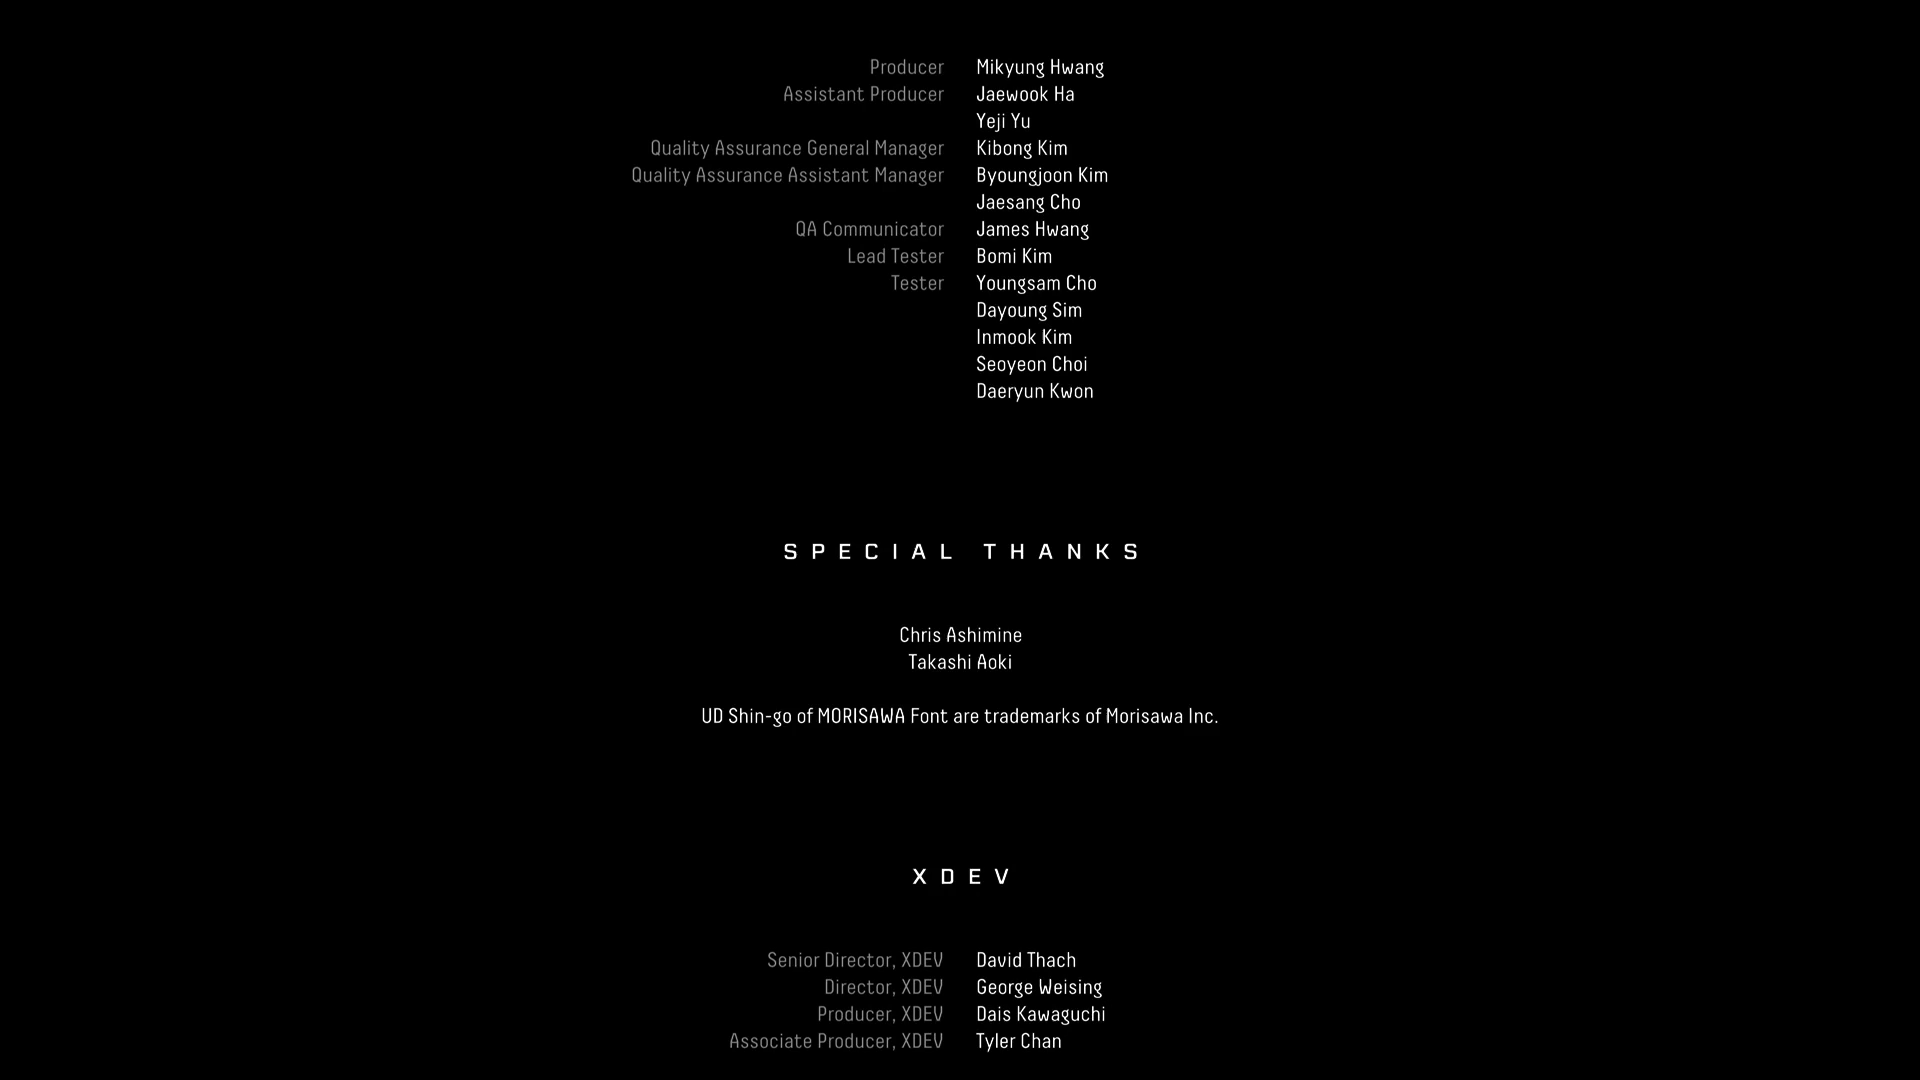 Producer Mikyung Hwang
Assistant Producer Jaewook Ha
Yeji Yu
Quality Assurance General Manager Kibong Kim
Quality Assurance Assistant Manager Byoungjoon Kim
Jaesang Cho
QA Communicator James Hwang
Lead Tester Bomi Kim
Tester Youngsam Cho
Dayoung Sim
Inmook Kim
Seoyeon Choi
Daeryun Kwon
SPECIAL THANKS
Chris Ashimine
Takashi Aoki
UD Shin-go of MORISAWA Font are trademarks of Morisawa Inc.
XDEV
Senior Director, XDEV David Thach
Director, XDEV George Weising
Producer, XDEV Dais Kawaguchi
Associate Producer, XDEV Tyler Chan